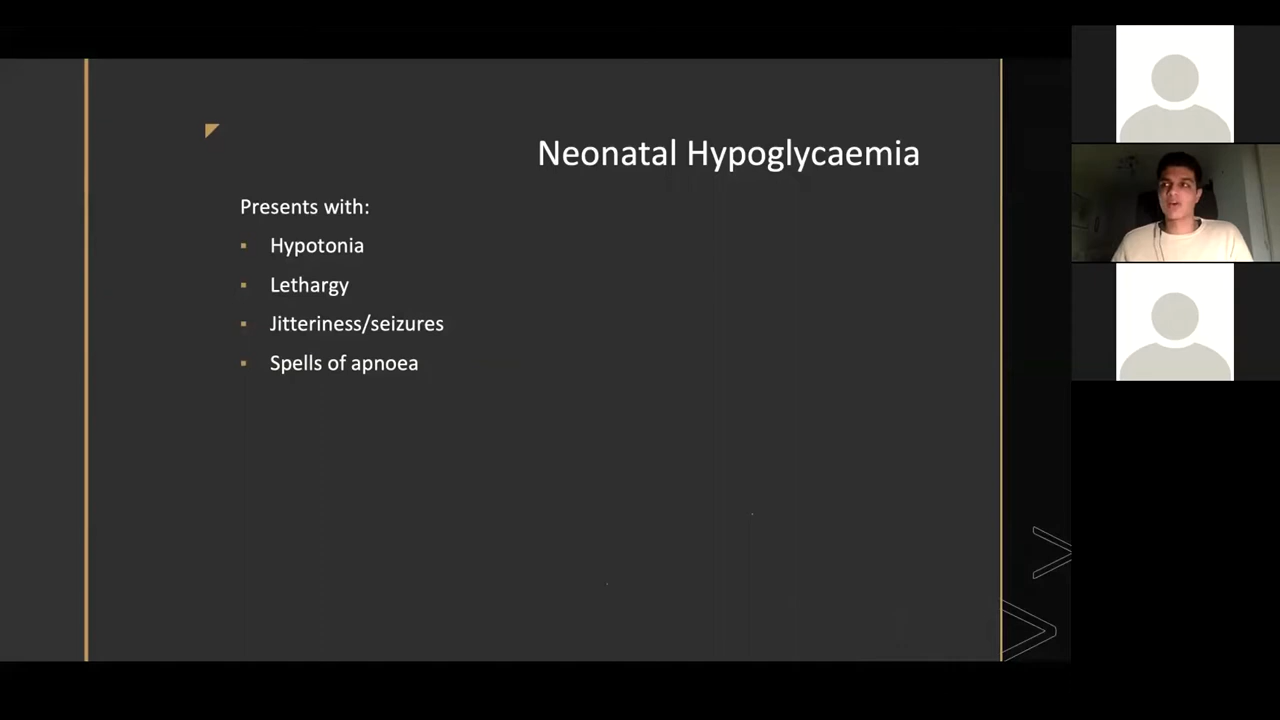 Neonatal Hypoglycaemia
Presents with:
Hypotonia
Lethargy
Jitteriness/seizures
Spells of apnoea